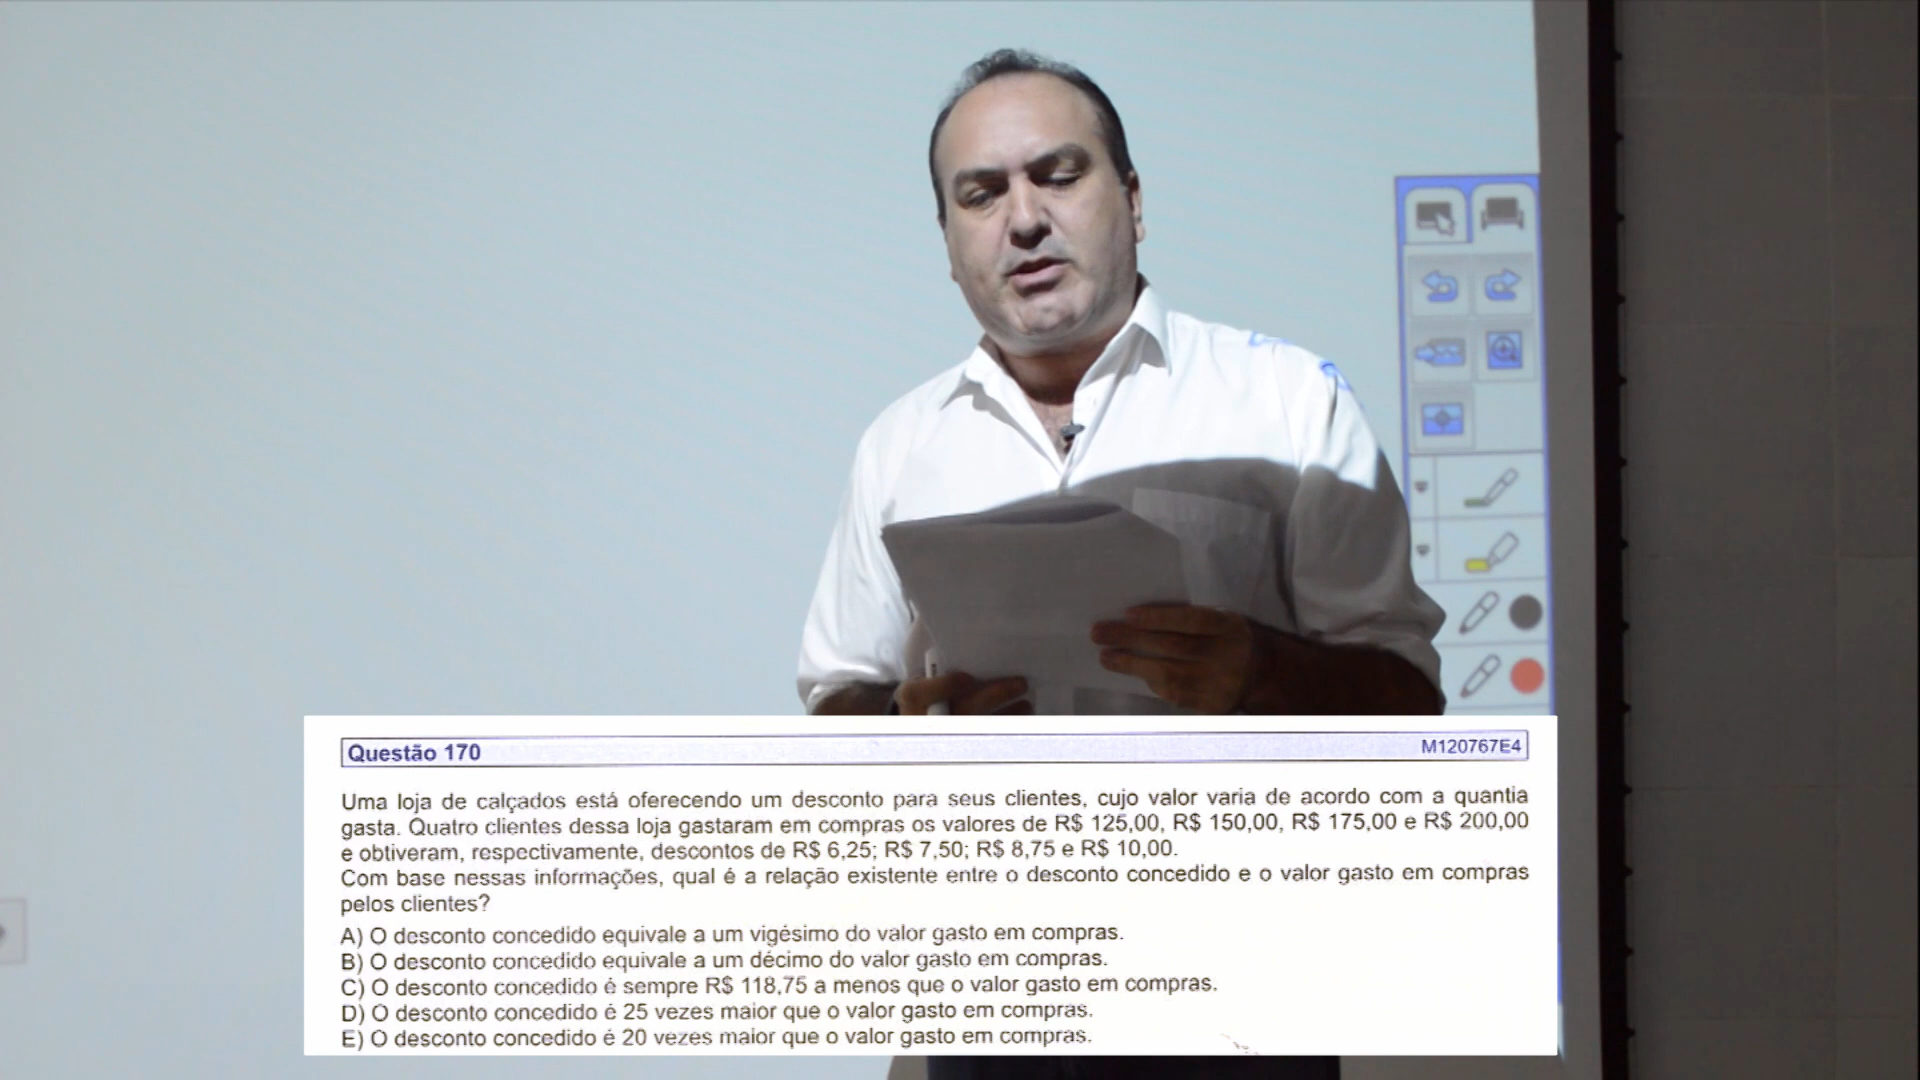 Questão 170
M120767E4
Uma loja de calçados está oferecendo um desconto para seus clientes, cujo valor varia de acordo com a quantia
gasta. Quatro clientes dessa loja gastaram em compras os valores de R$ 125,00, R$ 150,00, R$ 175,00 e R$ 200,00
e obtiveram, respectivamente, descontos de R$ 6,25; R$ 7,50; R$ 8,75 e R$ 10,00.
Com base nessas informações, qual é a relação existente entre o desconto concedido e o valor gasto em compras
pelos clientes?
A) O desconto concedido equivale a um vigésimo do valor gasto em compras.
B) O desconto concedido equivale a um décimo do valor gasto em compras.
C) O desconto concedido é sempre R$ 118,75 a menos que o valor gasto em compras.
D) O desconto concedido é 25 vezes maior que o valor gasto em compras.
E) O desconto concedido é 20 vezes maior que o valor gasto em compras.